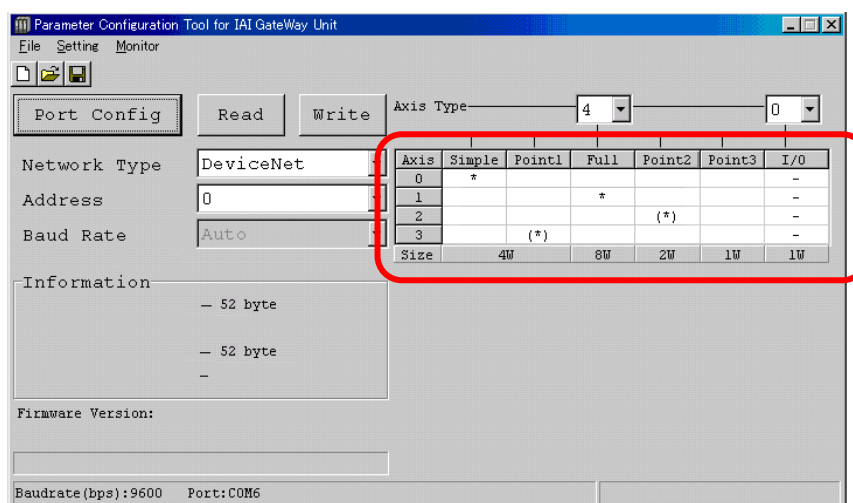 Parameter Configuration Tool for IAI GateWay Unit
File Setting Monitor
Port Config Read Write
Axis Type 4 0
Network Type DeviceNet
Address 0
Baud Rate Auto
Axis Simple Point1 Full Point2 Point3 I/O
0 * -
1 * -
2 (*) -
3 (*) -
Size 4W 8W 2W 1W 1W
Information
— 52 byte
— 52 byte
—
Firmware Version:
Baudrate(bps):9600 Port:COM6